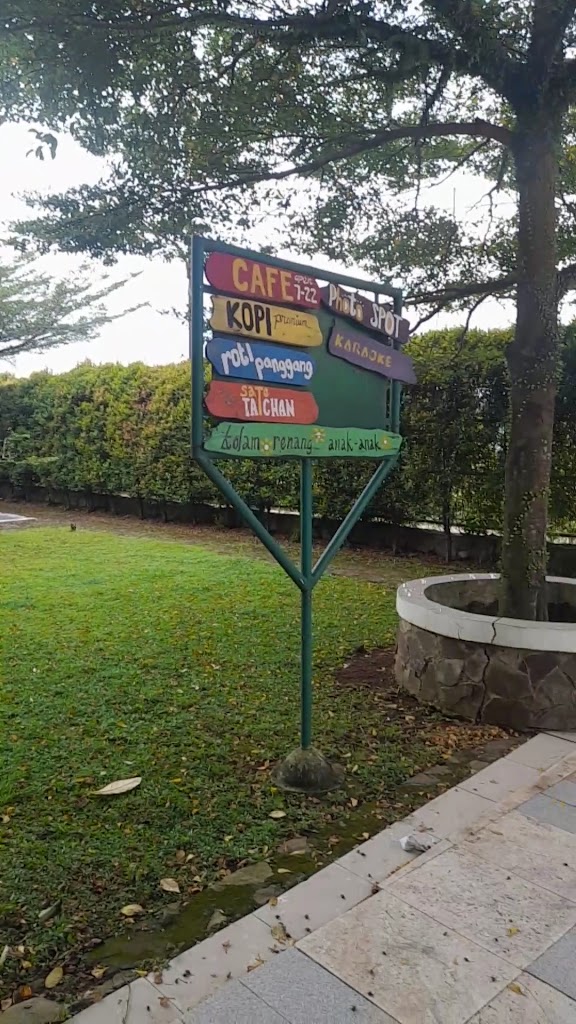 CAFE open 7-22
Photo SPOT
KOPI premium
KARAOKE
roti panggang
sate TAICHAN
kolam renang anak-anak